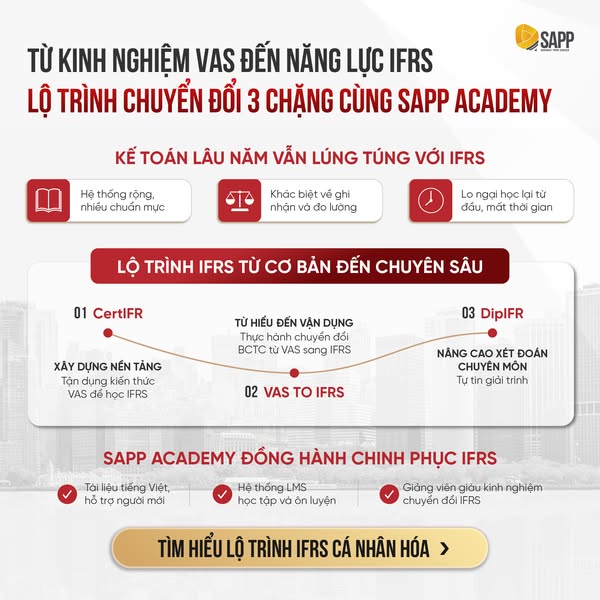 SAPP
TỪ KINH NGHIỆM VAS ĐẾN NĂNG LỰC IFRS
LỘ TRÌNH CHUYỂN ĐỔI 3 CHẶNG CÙNG SAPP ACADEMY
KẾ TOÁN LÂU NĂM VẪN LÚNG TÚNG VỚI IFRS
Hệ thống rộng,
nhiều chuẩn mực
Khác biệt về ghi
nhận và đo lường
Lo ngại học lại từ
đầu, mất thời gian
LỘ TRÌNH IFRS TỪ CƠ BẢN ĐẾN CHUYÊN SÂU
01 CertIFR
XÂY DỰNG NỀN TẢNG
Tận dụng kiến thức
VAS để học IFRS
TỪ HIỂU ĐẾN VẬN DỤNG
Thực hành chuyển đổi
BCTC từ VAS sang IFRS
02 VAS TO IFRS
03 DipIFR
NÂNG CAO XÉT ĐOÁN
CHUYÊN MÔN
Tự tin giải trình
SAPP ACADEMY ĐỒNG HÀNH CHINH PHỤC IFRS
Tài liệu tiếng Việt,
hỗ trợ người mới
Hệ thống LMS
học tập và ôn luyện
Giảng viên giàu kinh nghiệm
chuyển đổi IFRS
TÌM HIỂU LỘ TRÌNH IFRS CÁ NHÂN HÓA